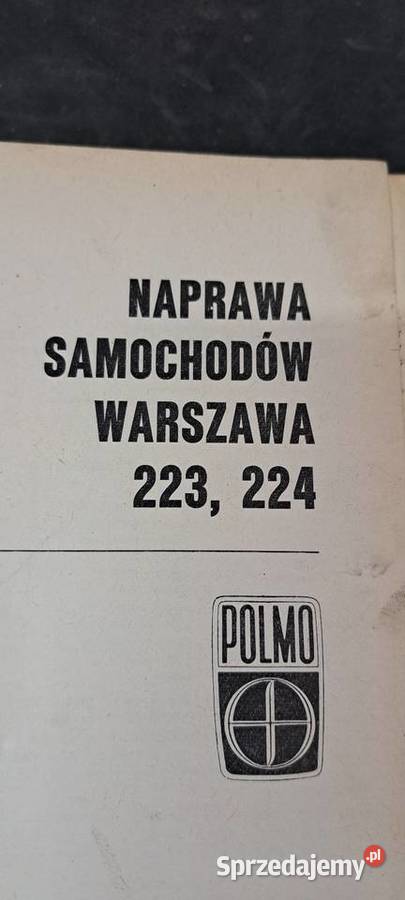 NAPRAWA
SAMOCHODÓW
WARSZAWA
223, 224
POLMO
Sprzedajemy.pl